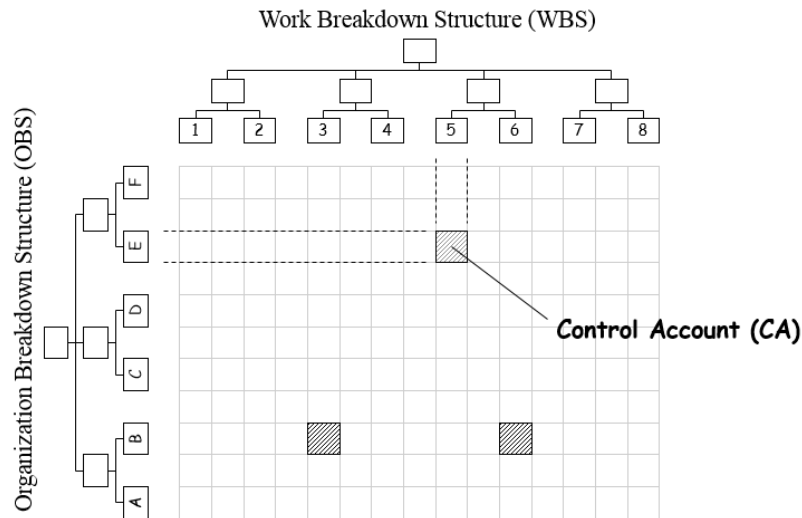 Work Breakdown Structure (WBS)
1 2 3 4 5 6 7 8
Organization Breakdown Structure (OBS)
F
E
D
C
B
A
Control Account (CA)